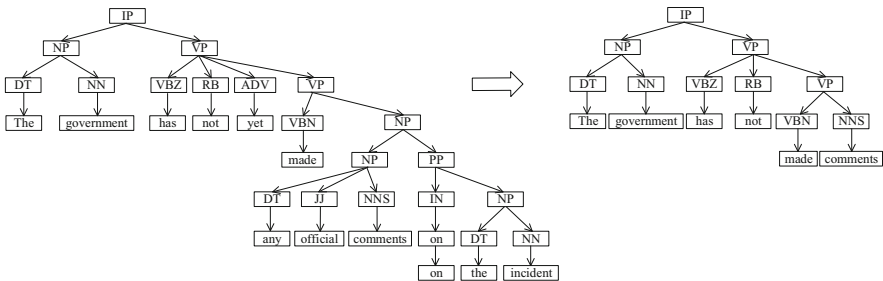 IP IP
NP VP NP VP
DT NN VBZ RB ADV VP DT NN VBZ RB VP
The government has not yet VBN NP The government has not VBN NNS
made NP PP made comments
DT JJ NNS IN NP
any official comments on DT NN
on the incident